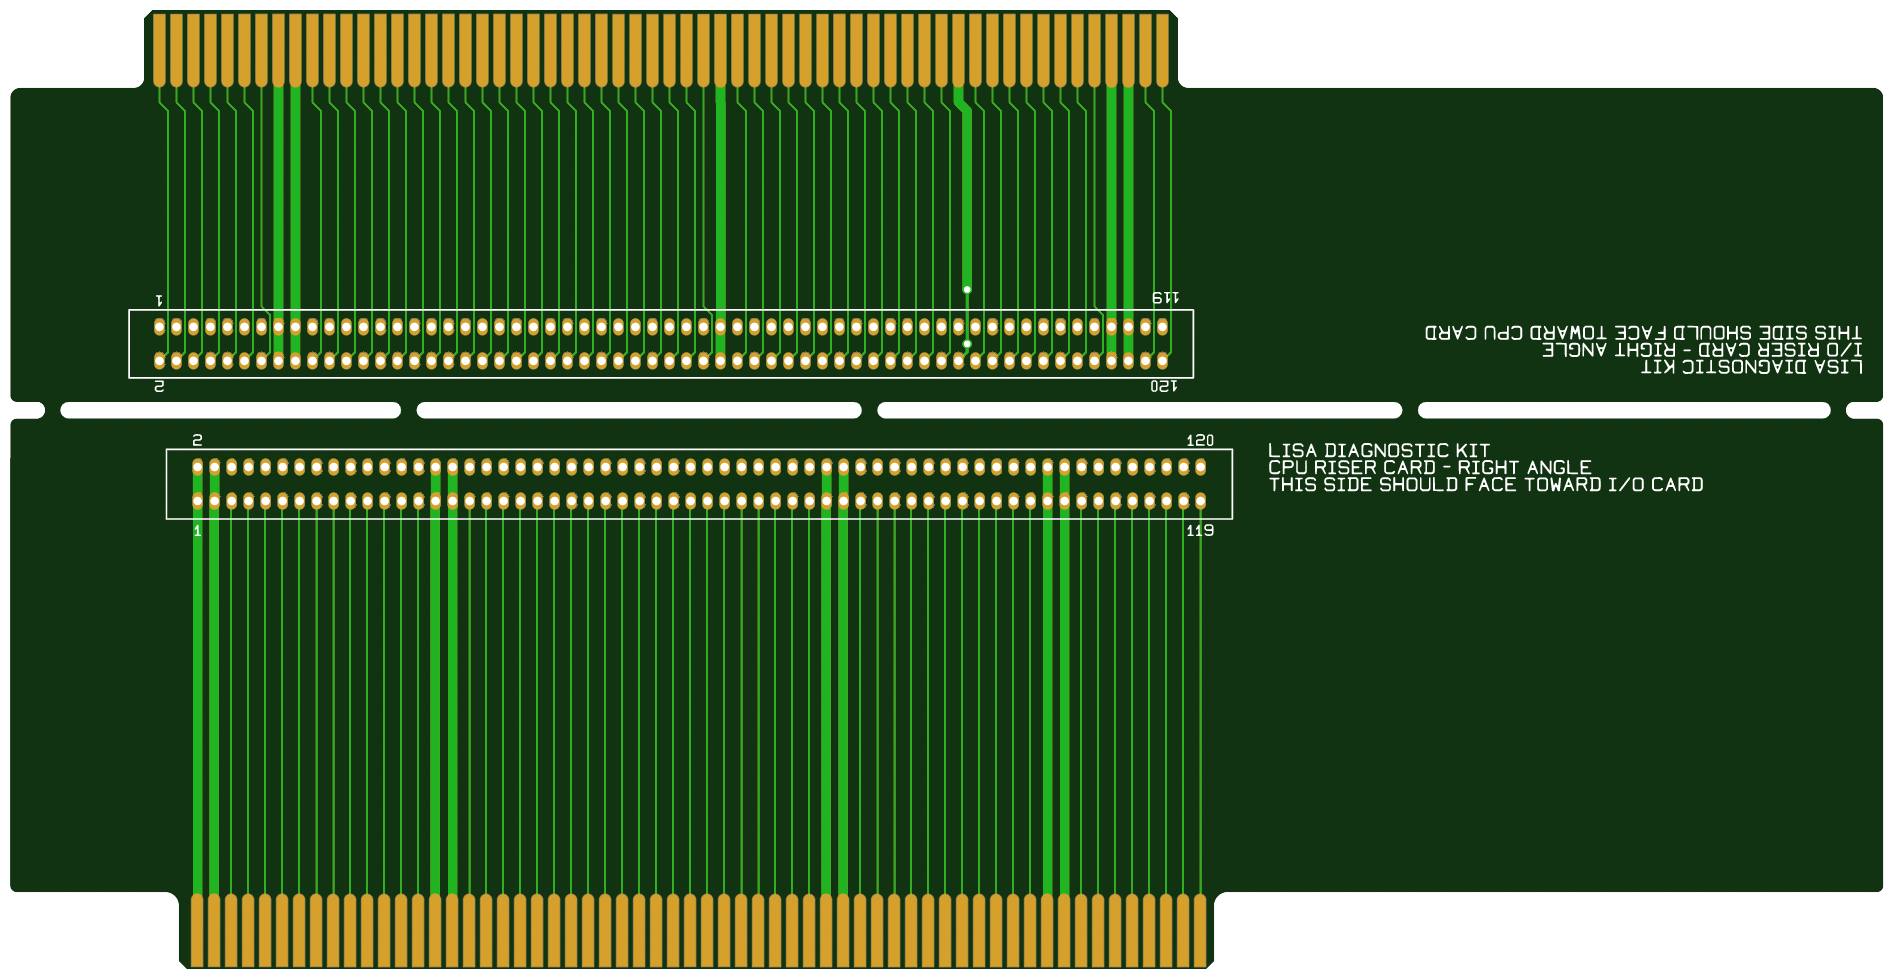 1
119
THIS SIDE SHOULD FACE TOWARD CPU CARD
I/O RISER CARD - RIGHT ANGLE
LISA DIAGNOSTIC KIT
2
120
2
120
LISA DIAGNOSTIC KIT
CPU RISER CARD - RIGHT ANGLE
THIS SIDE SHOULD FACE TOWARD I/O CARD
1
119